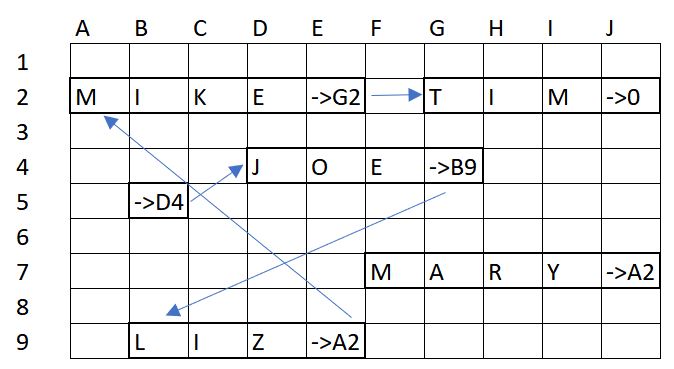 A B C D E F G H I J
1
2 M I K E ->G2 T I M ->0
3
4 J O E ->B9
5 ->D4
6
7 M A R Y ->A2
8
9 L I Z ->A2